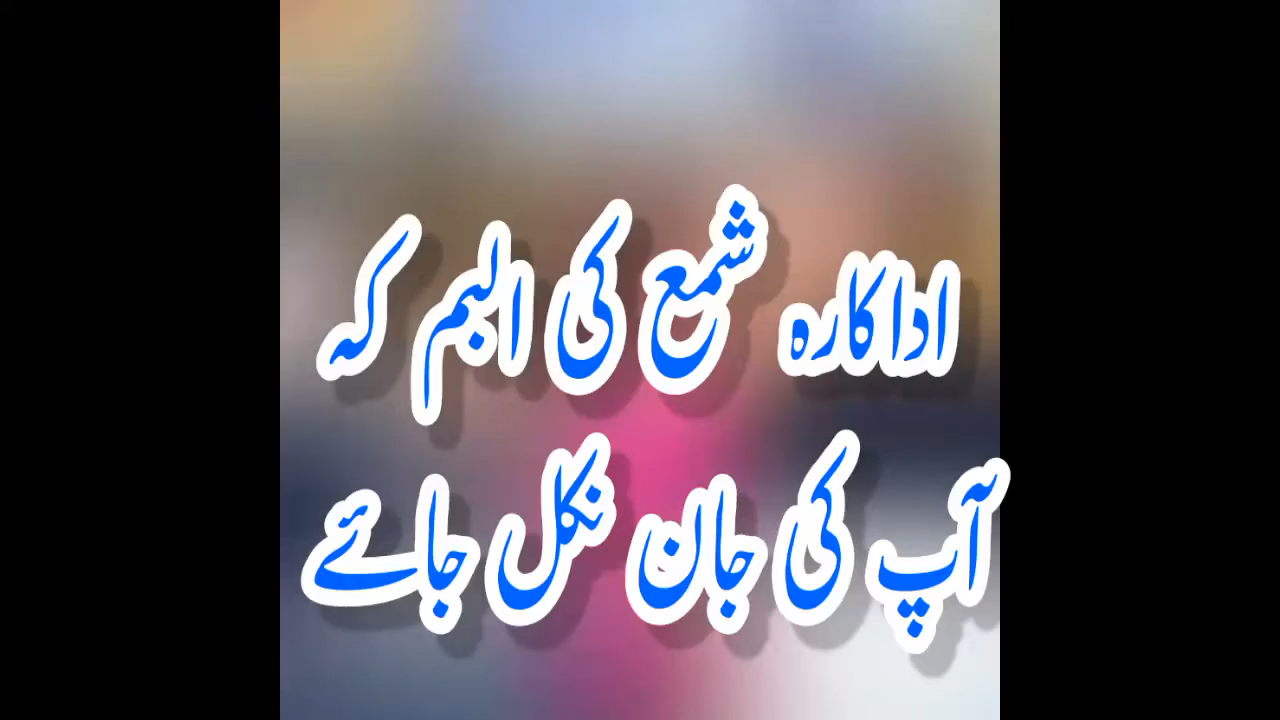 اداکارہ شمع کی البم کہ
آپ کی جان نکل جائے